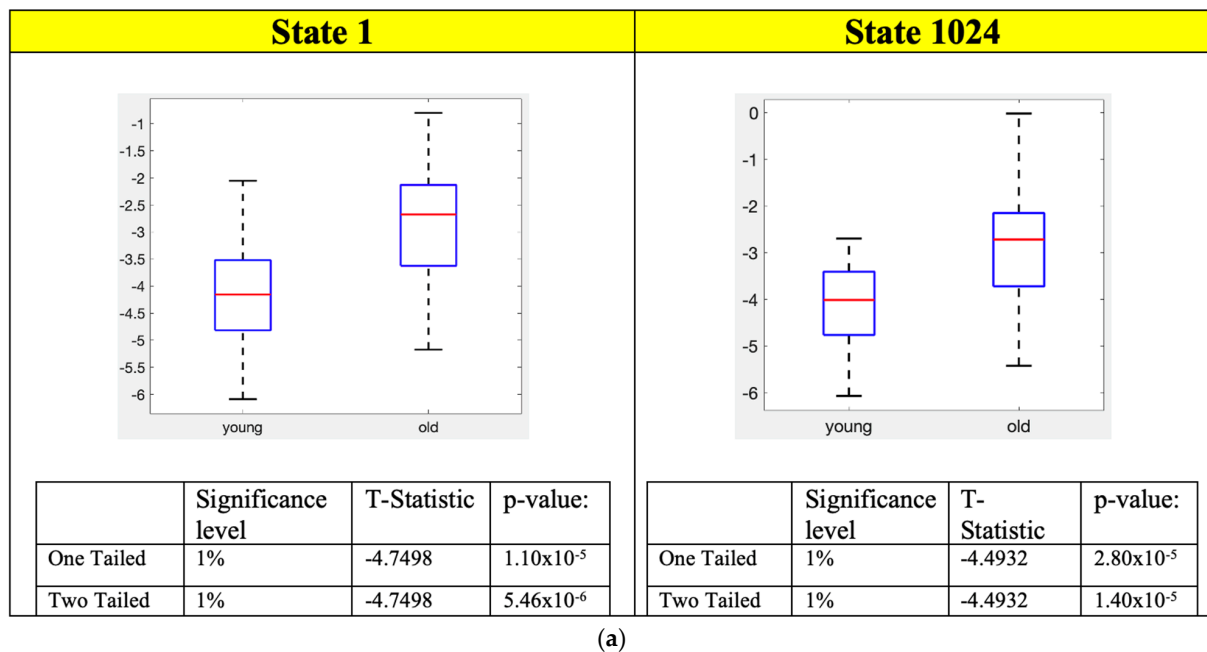 State 1
-1
-1.5
-2
-2.5
-3
-3.5
-4
-4.5
-5
-5.5
-6
young old
Significance level T-Statistic p-value:
One Tailed 1% -4.7498 1.10x10⁻⁵
Two Tailed 1% -4.7498 5.46x10⁻⁶
State 1024
0
-1
-2
-3
-4
-5
-6
young old
Significance level T-Statistic p-value:
One Tailed 1% -4.4932 2.80x10⁻⁵
Two Tailed 1% -4.4932 1.40x10⁻⁵
(a)